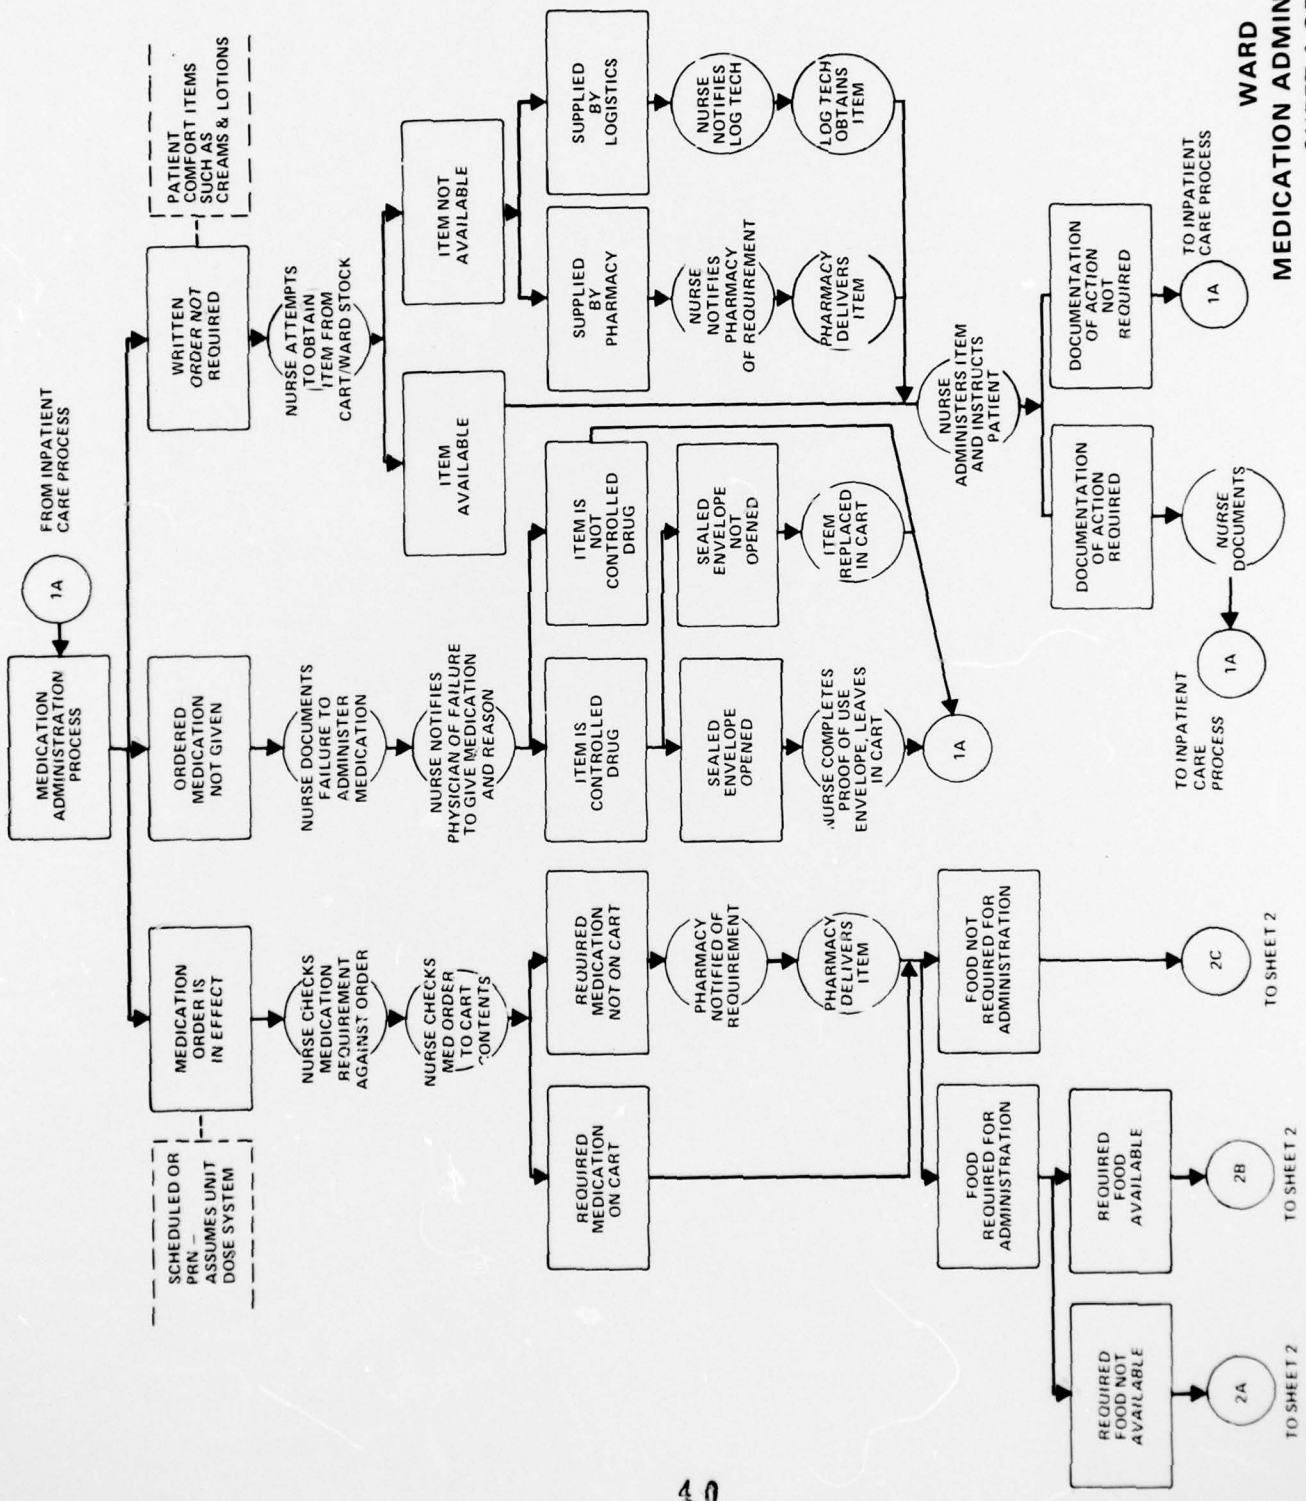 1A
FROM INPATIENT
CARE PROCESS
MEDICATION
ADMINISTRATION
PROCESS
SCHEDULED OR
PRN –
ASSUMES UNIT
DOSE SYSTEM
MEDICATION
ORDER IS
IN EFFECT
ORDERED
MEDICATION
NOT GIVEN
WRITTEN
ORDER NOT
REQUIRED
PATIENT
COMFORT ITEMS
SUCH AS
CREAMS & LOTIONS
NURSE CHECKS
MEDICATION
REQUIREMENT
AGAINST ORDER
NURSE DOCUMENTS
FAILURE TO
ADMINISTER
MEDICATION
NURSE ATTEMPTS
TO OBTAIN
ITEM FROM
CART/WARD STOCK
NURSE CHECKS
MED ORDER
TO CART
CONTENTS
NURSE NOTIFIES
PHYSICIAN OF FAILURE
TO GIVE MEDICATION
AND REASON
ITEM
AVAILABLE
ITEM NOT
AVAILABLE
REQUIRED
MEDICATION
ON CART
REQUIRED
MEDICATION
NOT ON CART
ITEM IS
CONTROLLED
DRUG
ITEM IS
NOT
CONTROLLED
DRUG
SUPPLIED
BY
PHARMACY
SUPPLIED
BY
LOGISTICS
PHARMACY
NOTIFIED OF
REQUIREMENT
SEALED
ENVELOPE
OPENED
SEALED
ENVELOPE
NOT
OPENED
NURSE
NOTIFIES
PHARMACY
OF REQUIREMENT
NURSE
NOTIFIES
LOG TECH
PHARMACY
DELIVERS
ITEM
NURSE COMPLETES
PROOF OF USE
ENVELOPE, LEAVES
IN CART
ITEM
REPLACED
IN CART
PHARMACY
DELIVERS
ITEM
LOG TECH
OBTAINS
ITEM
FOOD
REQUIRED FOR
ADMINISTRATION
FOOD NOT
REQUIRED FOR
ADMINISTRATION
1A
NURSE
ADMINISTERS ITEM
AND INSTRUCTS
PATIENT
REQUIRED
FOOD NOT
AVAILABLE
REQUIRED
FOOD
AVAILABLE
DOCUMENTATION
OF ACTION
REQUIRED
DOCUMENTATION
OF ACTION
NOT
REQUIRED
2A
TO SHEET 2
2B
TO SHEET 2
2C
TO SHEET 2
NURSE
DOCUMENTS
1A
TO INPATIENT
CARE
PROCESS
1A
TO INPATIENT
CARE PROCESS
WARD
MEDICATION ADMIN
40